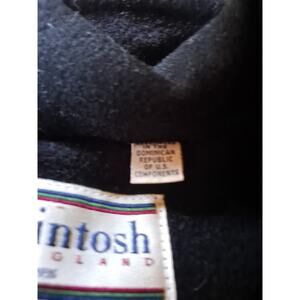 IN THE
DOMINICAN
REPUBLIC
OF U.S.
COMPONENTS
intosh
GLAND